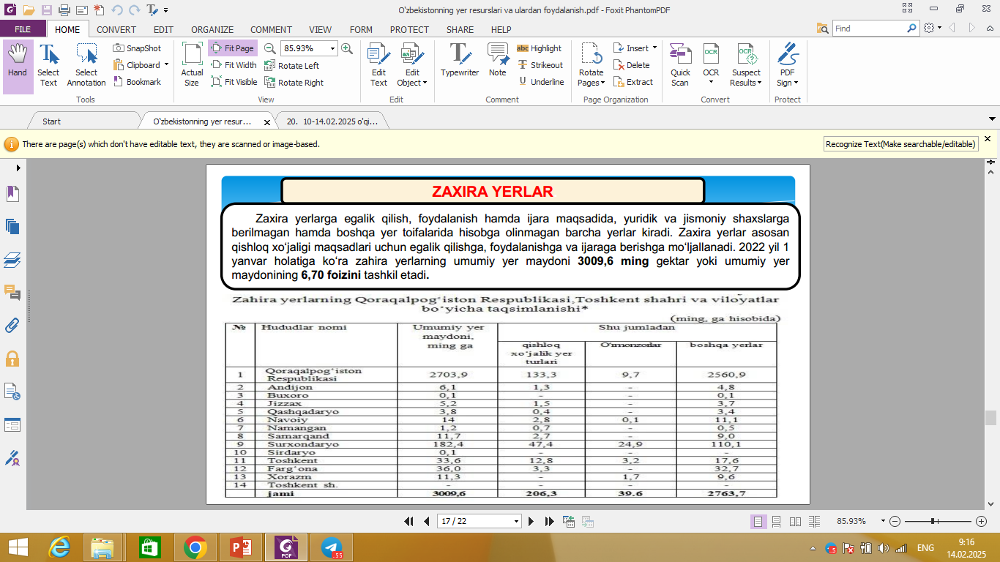 O'zbekistonning yer resurslari va ulardan foydalanish.pdf - Foxit PhantomPDF
FILE HOME CONVERT EDIT ORGANIZE COMMENT VIEW FORM PROTECT SHARE HELP Find
Hand
Select Text
Select Annotation
SnapShot
Clipboard
Bookmark
Tools
Actual Size
Fit Page
Fit Width
Fit Visible
85.93%
Rotate Left
Rotate Right
View
Edit Text
Edit Object
Edit
Typewriter
Note
abc Highlight
Strikeout
U Underline
Comment
Rotate Pages
Insert
Delete
Extract
Page Organization
Quick Scan
OCR
OCR
OCR
Suspect Results
Convert
PDF Sign
Protect
Start O'zbekistonning yer resur... 20. 10-14.02.2025 o'qi...
There are page(s) which don't have editable text, they are scanned or image-based. Recognize Text(Make searchable/editable)
ZAXIRA YERLAR
Zaxira yerlarga egalik qilish, foydalanish hamda ijara maqsadida, yuridik va jismoniy shaxslarga
berilmagan hamda boshqa yer toifalarida hisobga olinmagan barcha yerlar kiradi. Zaxira yerlar asosan
qishloq xo‘jaligi maqsadlari uchun egalik qilishga, foydalanishga va ijaraga berishga mo‘ljallanadi. 2022 yil 1
yanvar holatiga ko‘ra zahira yerlarning umumiy yer maydoni 3009,6 ming gektar yoki umumiy yer
maydonining 6,70 foizini tashkil etadi.
Zahira yerlarning Qoraqalpog‘iston Respublikasi,Toshkent shahri va viloyatlar
bo‘yicha taqsimlanishi*
(ming. ga hisobida)
№ Hududlar nomi Umumiy yer maydoni, ming ga Shu jumladan
qishloq xo‘jalik yer turlari O'rmonzorlar boshqa yerlar
1 Qoraqalpog‘iston Respublikasi 2703,9 133,3 9,7 2560,9
2 Andijon 6,1 1,3 - 4,8
3 Buxoro 0,1 - - 0,1
4 Jizzax 5,2 1,5 - 3,7
5 Qashqadaryo 3,8 0,4 - 3,4
6 Navoiy 14 2,8 0,1 11,1
7 Namangan 1,2 0,7 - 0,5
8 Samarqand 11,7 2,7 - 9,0
9 Surxondaryo 182,4 47,4 24,9 110,1
10 Sirdaryo 0,1 - - -
11 Toshkent 33,6 12,8 3,2 17,6
12 Farg‘ona 36,0 3,3 - 32,7
13 Xorazm 11,3 - 1,7 9,6
14 Toshkent sh. - - - -
jami 3009,6 206,3 39.6 2763,7
17 / 22 85.93%
PDF
.55
ENG
9:16
14.02.2025